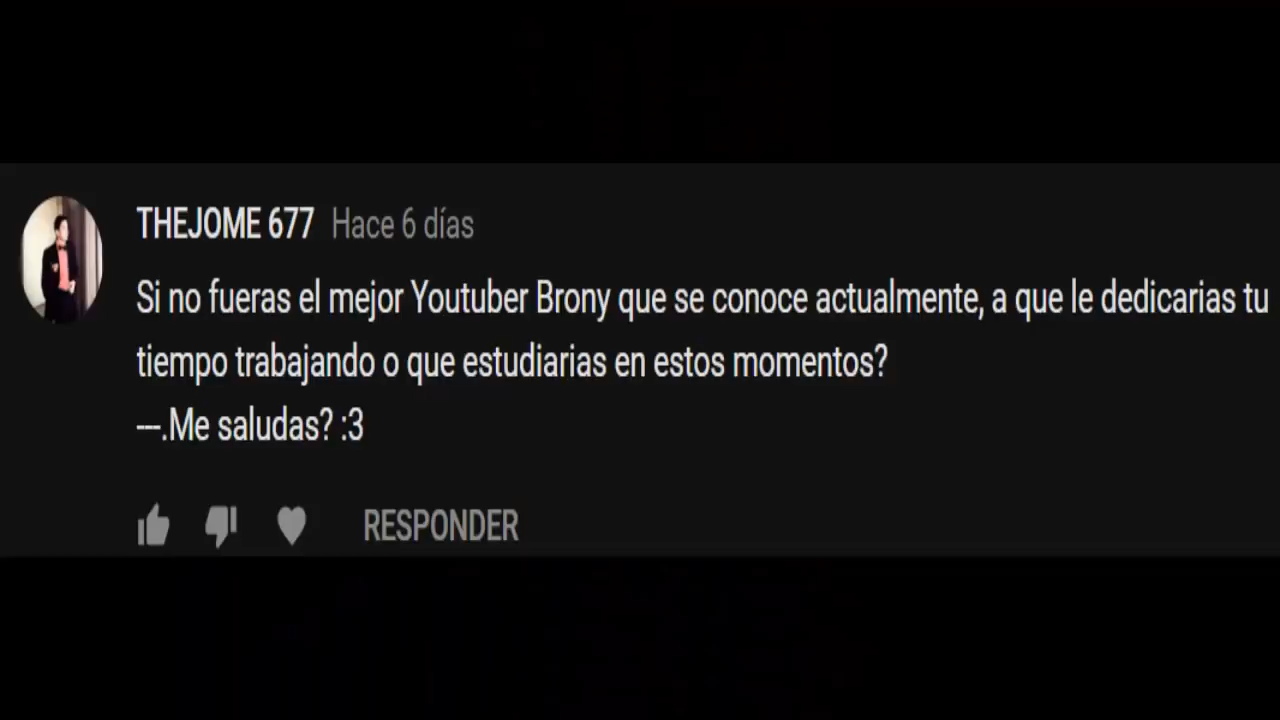 THEJOME 677 Hace 6 días
Si no fueras el mejor Youtuber Brony que se conoce actualmente, a que le dedicarias tu
tiempo trabajando o que estudiarias en estos momentos?
---.Me saludas? :3
RESPONDER